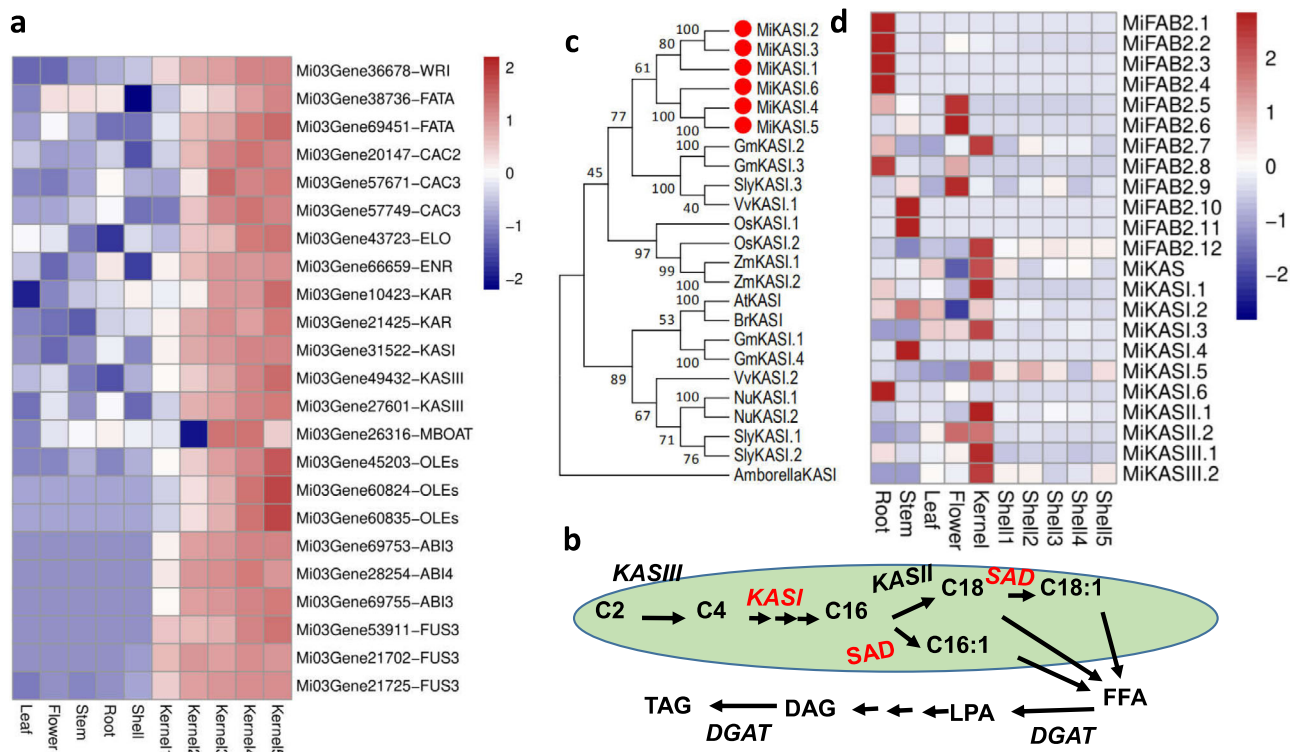 a
2
1
0
−1
−2
Mi03Gene36678−WRI
Mi03Gene38736−FATA
Mi03Gene69451−FATA
Mi03Gene20147−CAC2
Mi03Gene57671−CAC3
Mi03Gene57749−CAC3
Mi03Gene43723−ELO
Mi03Gene66659−ENR
Mi03Gene10423−KAR
Mi03Gene21425−KAR
Mi03Gene31522−KASI
Mi03Gene49432−KASIII
Mi03Gene27601−KASIII
Mi03Gene26316−MBOAT
Mi03Gene45203−OLEs
Mi03Gene60824−OLEs
Mi03Gene60835−OLEs
Mi03Gene69753−ABI3
Mi03Gene28254−ABI4
Mi03Gene69755−ABI3
Mi03Gene53911−FUS3
Mi03Gene21702−FUS3
Mi03Gene21725−FUS3
Leaf
Flower
Stem
Root
Shell
Kernel1
Kernel2
Kernel3
Kernel4
Kernel5
c
MiKASI.2
MiKASI.3
MiKASI.1
MiKASI.6
MiKASI.4
MiKASI.5
GmKASI.2
GmKASI.3
SlyKASI.3
VvKASI.1
OsKASI.1
OsKASI.2
ZmKASI.1
ZmKASI.2
AtKASI
BrKASI
GmKASI.1
GmKASI.4
VvKASI.2
NuKASI.1
NuKASI.2
SlyKASI.1
SlyKASI.2
AmborellaKASI
100
80
61
100
100
77
100
100
40
45
97
99
100
100
53
100
89
100
67
71
76
d
MiFAB2.1
MiFAB2.2
MiFAB2.3
MiFAB2.4
MiFAB2.5
MiFAB2.6
MiFAB2.7
MiFAB2.8
MiFAB2.9
MiFAB2.10
MiFAB2.11
MiFAB2.12
MiKAS
MiKASI.1
MiKASI.2
MiKASI.3
MiKASI.4
MiKASI.5
MiKASI.6
MiKASII.1
MiKASII.2
MiKASIII.1
MiKASIII.2
2
1
0
−1
−2
Root
Stem
Leaf
Flower
Kernel
Shell1
Shell2
Shell3
Shell4
Shell5
b
KASIII
KASII
SAD
C2
C4
KASI
C16
C18
C18:1
SAD
C16:1
FFA
TAG
DAG
LPA
DGAT
DGAT